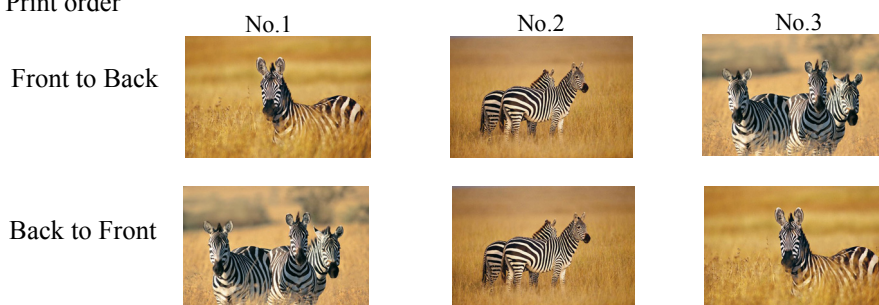 Print order
No.1 No.2 No.3
Front to Back
Back to Front